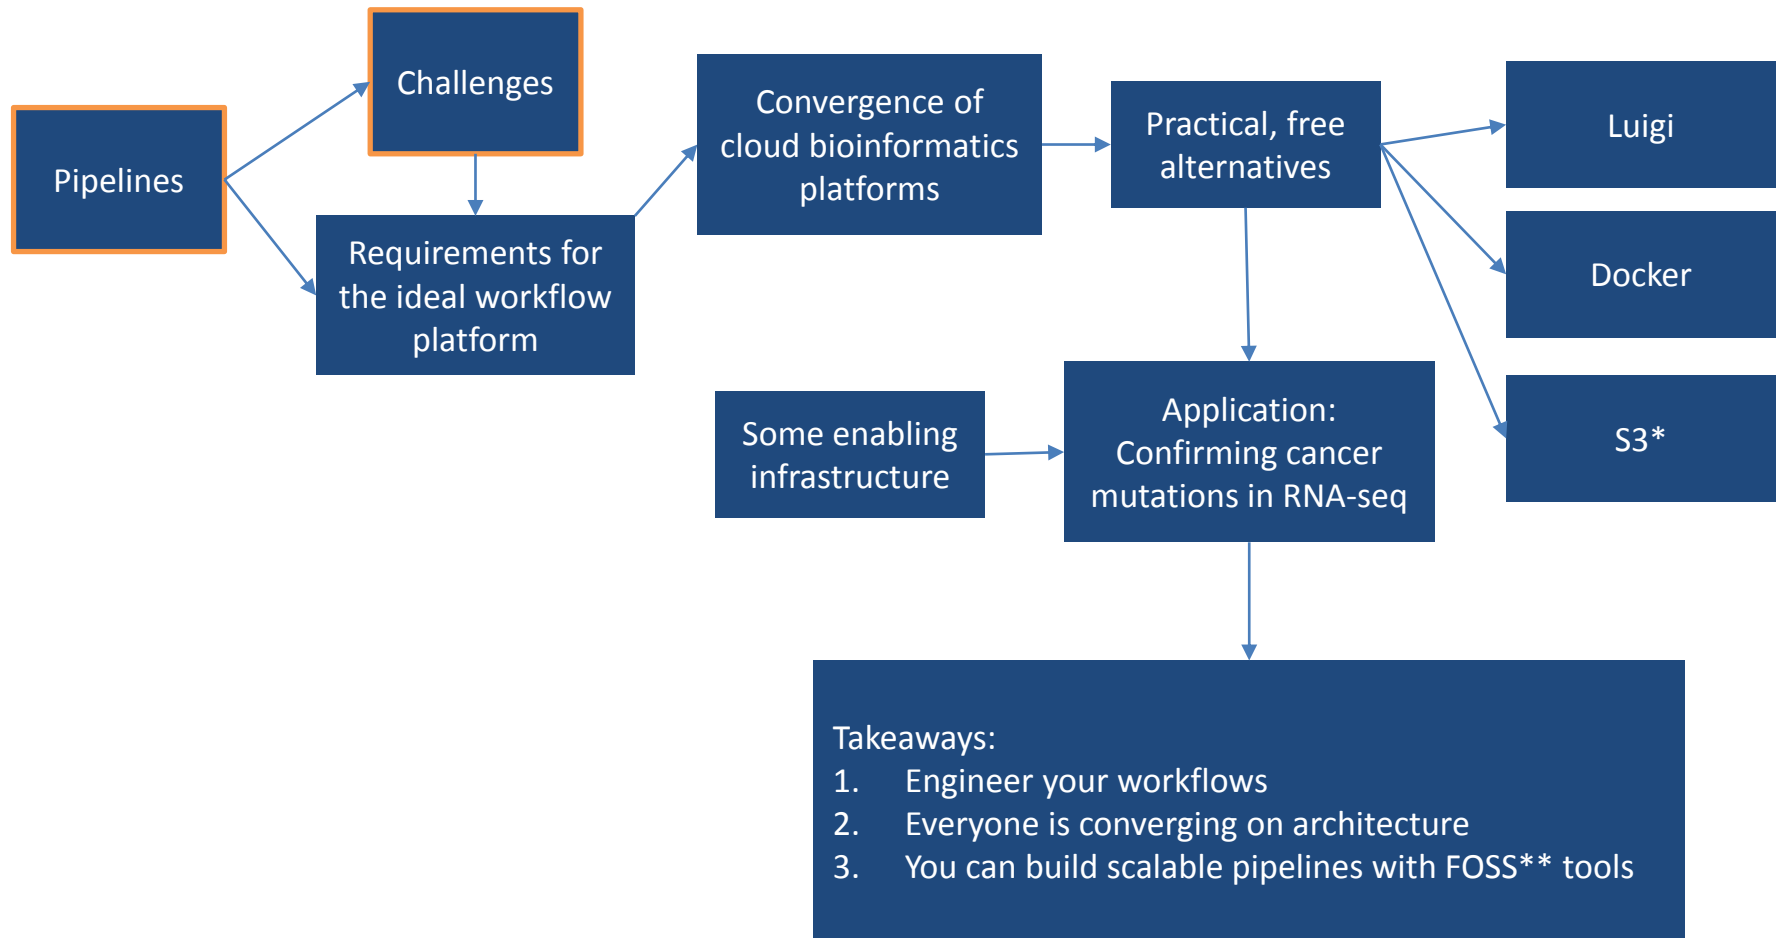 Pipelines
Challenges
Requirements for
the ideal workflow
platform
Convergence of
cloud bioinformatics
platforms
Practical, free
alternatives
Luigi
Docker
S3*
Some enabling
infrastructure
Application:
Confirming cancer
mutations in RNA-seq
Takeaways:
1. Engineer your workflows
2. Everyone is converging on architecture
3. You can build scalable pipelines with FOSS** tools